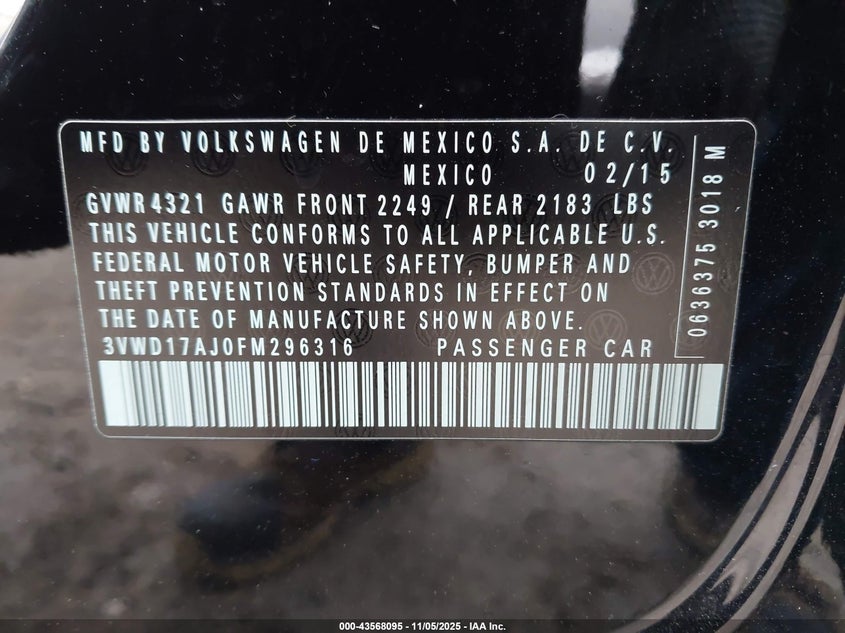 MFD BY VOLKSWAGEN DE MEXICO S.A. DE C.V.
MEXICO 02/15
GVWR 4321 GAWR FRONT 2249 / REAR 2183 LBS
THIS VEHICLE CONFORMS TO ALL APPLICABLE U.S.
FEDERAL MOTOR VEHICLE SAFETY, BUMPER AND
THEFT PREVENTION STANDARDS IN EFFECT ON
THE DATE OF MANUFACTURE SHOWN ABOVE.
3VWD17AJ0FM296316 PASSENGER CAR
0636375 3018 M
000-43568095 - 11/05/2025 - IAA Inc.